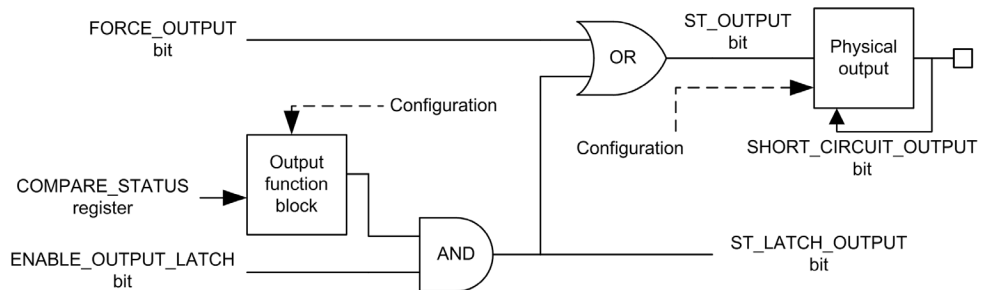 FORCE_OUTPUT
bit
OR
ST_OUTPUT
bit
Physical
output
Configuration
Configuration
SHORT_CIRCUIT_OUTPUT
bit
Output
function
block
COMPARE_STATUS
register
ENABLE_OUTPUT_LATCH
bit
AND
ST_LATCH_OUTPUT
bit